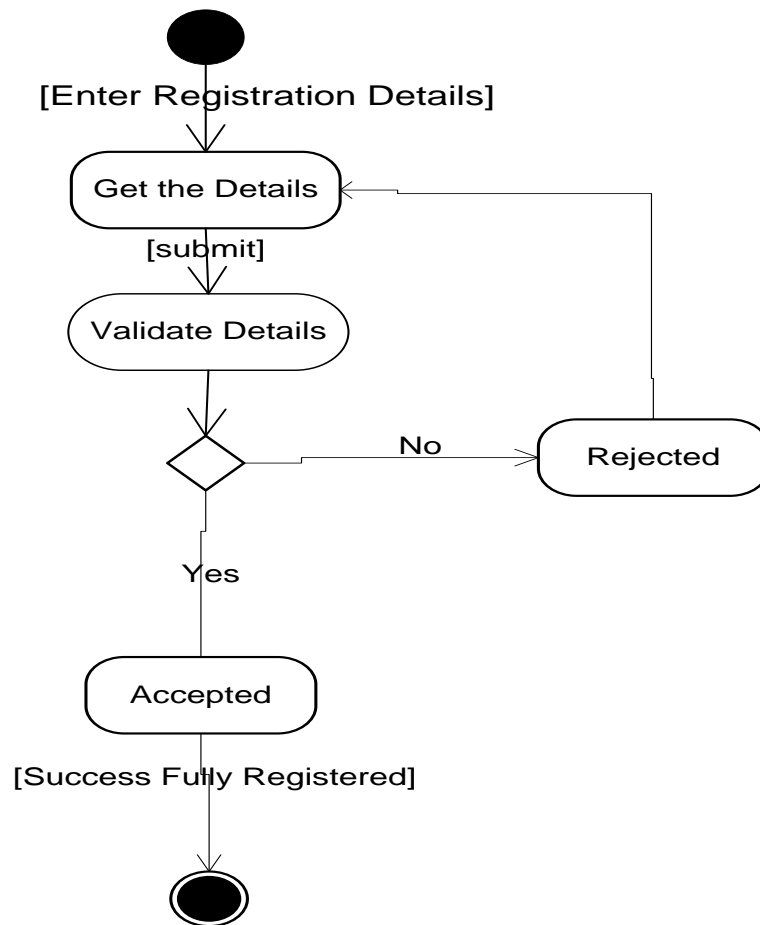 [Enter Registration Details]
Get the Details
[submit]
Validate Details
No
Rejected
Yes
Accepted
[Success Fully Registered]